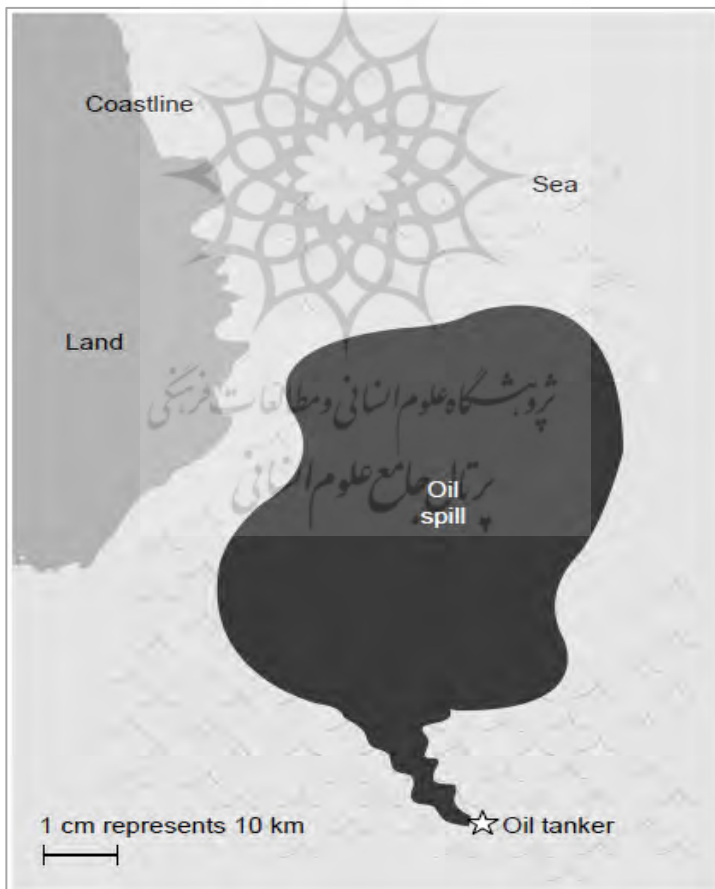 Coastline
Sea
Land
پژوهشگاه علوم انسانی و مطالعات فرهنگی
پرتال جامع علوم انسانی
Oil
spill
1 cm represents 10 km
Oil tanker